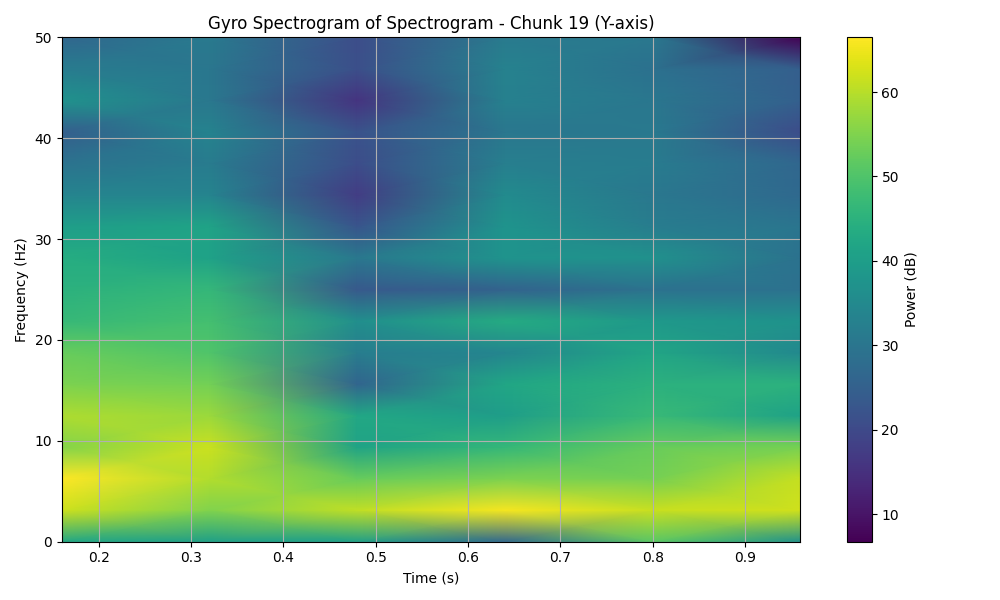 Gyro Spectrogram of Spectrogram - Chunk 19 (Y-axis)
50
40
30
20
10
0
Frequency (Hz)
0.2 0.3 0.4 0.5 0.6 0.7 0.8 0.9
Time (s)
60
50
40
30
20
10
Power (dB)